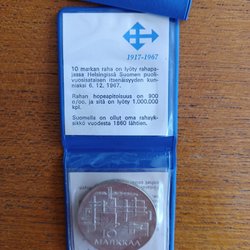 1917-1967
10 markan raha on lyöty rahapa-
jassa Helsingissä Suomen puoli-
vuosisataisen itsenäisyyden kun-
niaksi 6. 12. 1967.
Rahan hopeapitoisuus on 900
o/oo, ja sitä on lyöty 1,000.000
kpl.
Suomella on ollut oma rahayk-
sikkö vuodesta 1860 lähtien.
10
MARKKAA